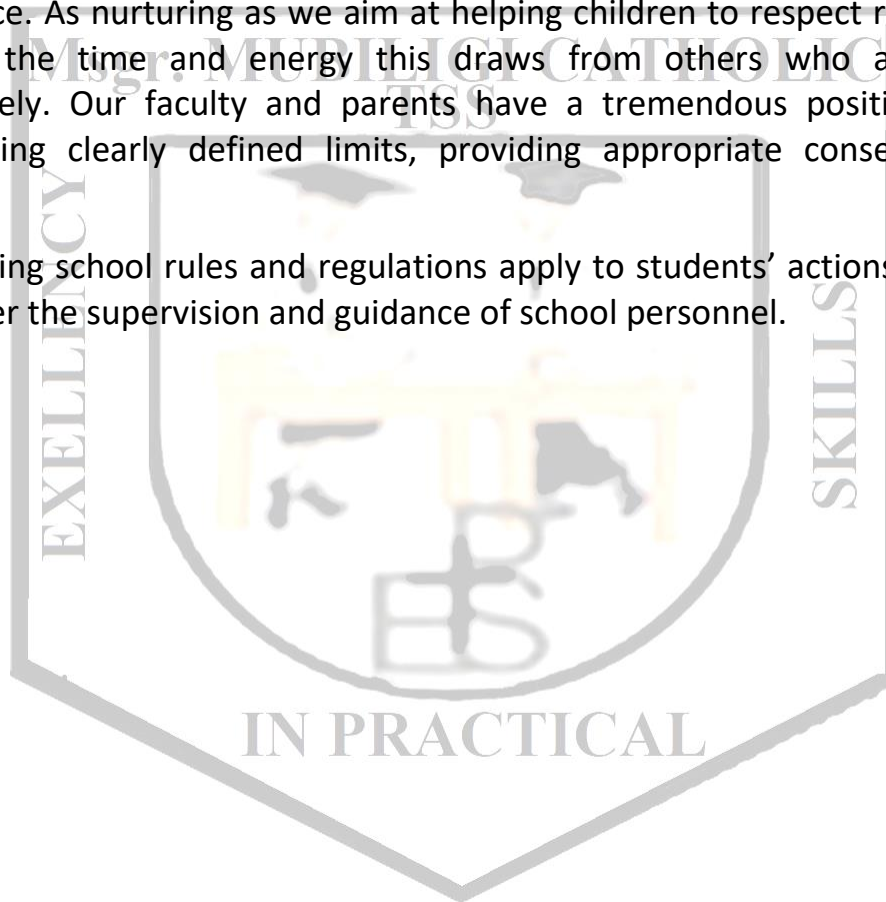 ce. As nurturing as we aim at helping children to respect r
the time and energy this draws from others who a
ely. Our faculty and parents have a tremendous positi
ing clearly defined limits, providing appropriate conse
ing school rules and regulations apply to students’ actions
er the supervision and guidance of school personnel.
Msgr. MUBILIGI CATHOLIC
TSS
EXELLENCY
SKILLS
IN PRACTICAL